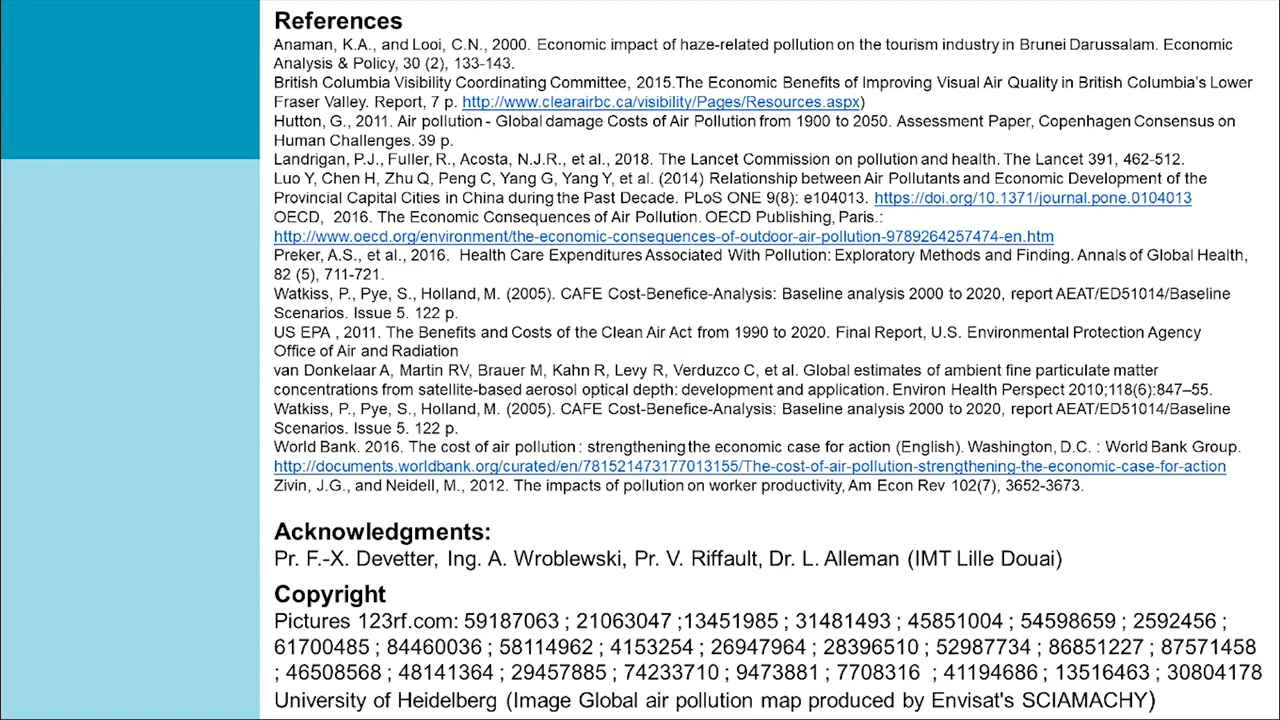 References
Anaman, K.A., and Looi, C.N., 2000. Economic impact of haze-related pollution on the tourism industry in Brunei Darussalam. Economic
Analysis & Policy, 30 (2), 133-143.
British Columbia Visibility Coordinating Committee, 2015.The Economic Benefits of Improving Visual Air Quality in British Columbia's Lower
Fraser Valley. Report, 7 p. http://www.clearairbc.ca/visibility/Pages/Resources.aspx)
Hutton, G., 2011. Air pollution - Global damage Costs of Air Pollution from 1900 to 2050. Assessment Paper, Copenhagen Consensus on
Human Challenges. 39 p.
Landrigan, P.J., Fuller, R., Acosta, N.J.R., et al., 2018. The Lancet Commission on pollution and health. The Lancet 391, 462-512.
Luo Y, Chen H, Zhu Q, Peng C, Yang G, Yang Y, et al. (2014) Relationship between Air Pollutants and Economic Development of the
Provincial Capital Cities in China during the Past Decade. PLoS ONE 9(8): e104013. https://doi.org/10.1371/journal.pone.0104013
OECD, 2016. The Economic Consequences of Air Pollution. OECD Publishing, Paris.:
http://www.oecd.org/environment/the-economic-consequences-of-outdoor-air-pollution-9789264257474-en.htm
Preker, A.S., et al., 2016. Health Care Expenditures Associated With Pollution: Exploratory Methods and Finding. Annals of Global Health,
82 (5), 711-721.
Watkiss, P., Pye, S., Holland, M. (2005). CAFE Cost-Benefice-Analysis: Baseline analysis 2000 to 2020, report AEAT/ED51014/Baseline
Scenarios. Issue 5. 122 p.
US EPA , 2011. The Benefits and Costs of the Clean Air Act from 1990 to 2020. Final Report, U.S. Environmental Protection Agency
Office of Air and Radiation
van Donkelaar A, Martin RV, Brauer M, Kahn R, Levy R, Verduzco C, et al. Global estimates of ambient fine particulate matter
concentrations from satellite-based aerosol optical depth: development and application. Environ Health Perspect 2010;118(6):847–55.
Watkiss, P., Pye, S., Holland, M. (2005). CAFE Cost-Benefice-Analysis: Baseline analysis 2000 to 2020, report AEAT/ED51014/Baseline
Scenarios. Issue 5. 122 p.
World Bank. 2016. The cost of air pollution : strengthening the economic case for action (English). Washington, D.C. : World Bank Group.
http://documents.worldbank.org/curated/en/781521473177013155/The-cost-of-air-pollution-strengthening-the-economic-case-for-action
Zivin, J.G., and Neidell, M., 2012. The impacts of pollution on worker productivity, Am Econ Rev 102(7), 3652-3673.
Acknowledgments:
Pr. F.-X. Devetter, Ing. A. Wroblewski, Pr. V. Riffault, Dr. L. Alleman (IMT Lille Douai)
Copyright
Pictures 123rf.com: 59187063 ; 21063047 ;13451985 ; 31481493 ; 45851004 ; 54598659 ; 2592456 ;
61700485 ; 84460036 ; 58114962 ; 4153254 ; 26947964 ; 28396510 ; 52987734 ; 86851227 ; 87571458
; 46508568 ; 48141364 ; 29457885 ; 74233710 ; 9473881 ; 7708316 ; 41194686 ; 13516463 ; 30804178
University of Heidelberg (Image Global air pollution map produced by Envisat's SCIAMACHY)